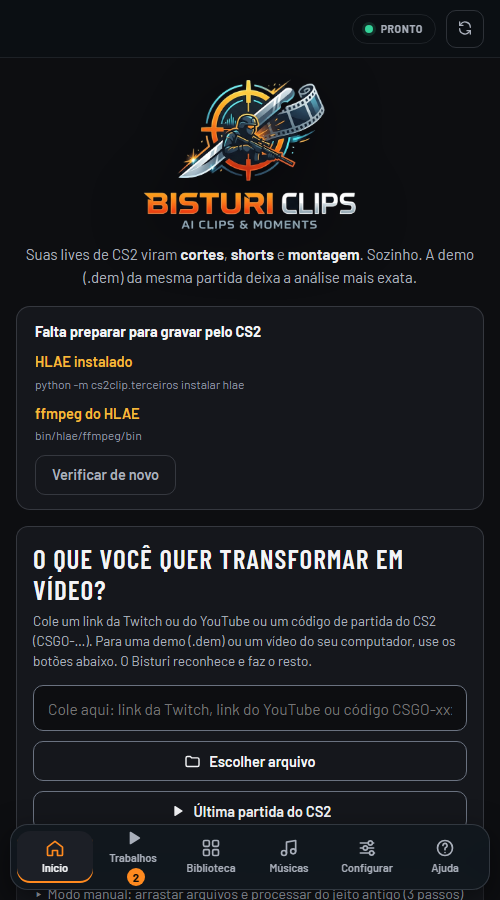 PRONTO
BISTURI CLIPS
AI CLIPS & MOMENTS
Suas lives de CS2 viram cortes, shorts e montagem. Sozinho. A demo
(.dem) da mesma partida deixa a análise mais exata.
Falta preparar para gravar pelo CS2
HLAE instalado
python -m cs2clip.terceiros instalar hlae
ffmpeg do HLAE
bin/hlae/ffmpeg/bin
Verificar de novo
O QUE VOCÊ QUER TRANSFORMAR EM
VÍDEO?
Cole um link da Twitch ou do YouTube ou um código de partida do CS2
(CSGO-...). Para uma demo (.dem) ou um vídeo do seu computador, use os
botões abaixo. O Bisturi reconhece e faz o resto.
Cole aqui: link da Twitch, link do YouTube ou código CSGO-xx
Escolher arquivo
Última partida do CS2
Início
Trabalhos
2
Biblioteca
Músicas
Configurar
Ajuda
Modo manual: arrastar arquivos e processar do jeito antigo (3 passos)